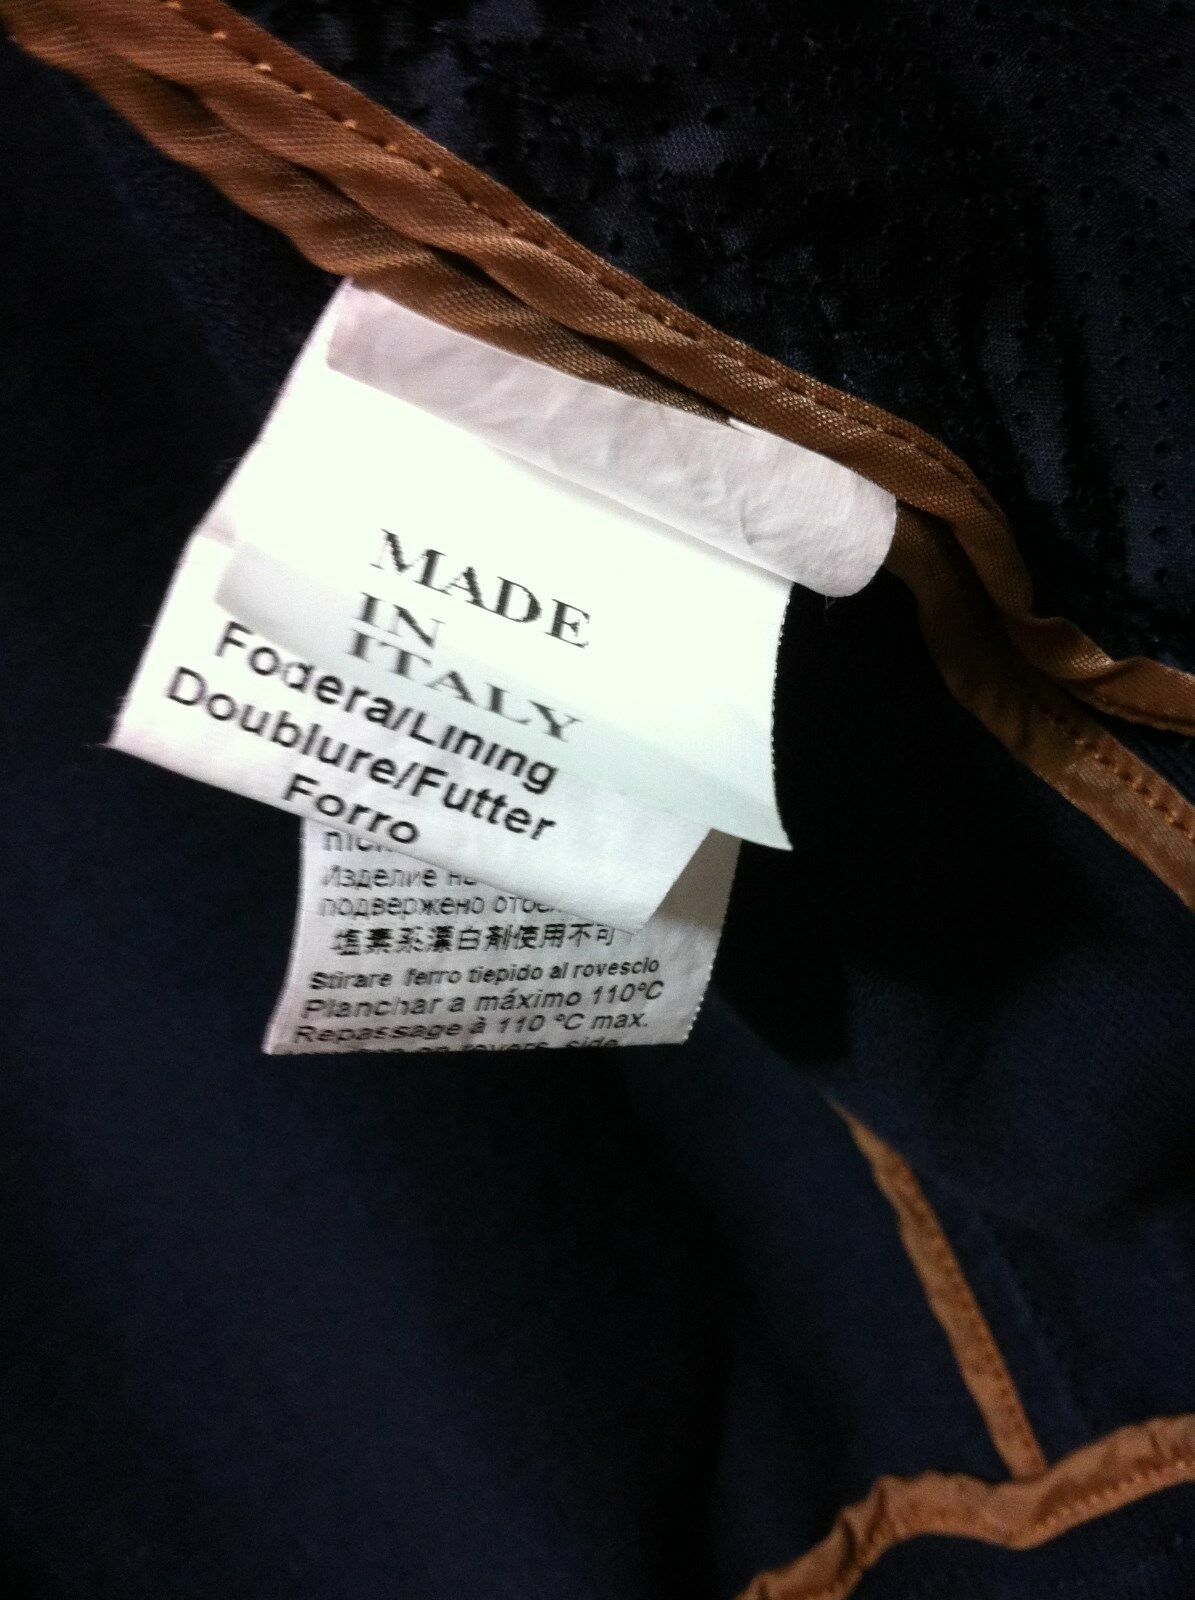 MADE
IN
ITALY
Fodera/Lining
Doublure/Futter
Forro
Изделие
подвержено
塩素系漂白剤使用不可
Stirare ferro tiepido al rovescio
Planchar a máximo 110°C
Repassage à 110 °C max.
side